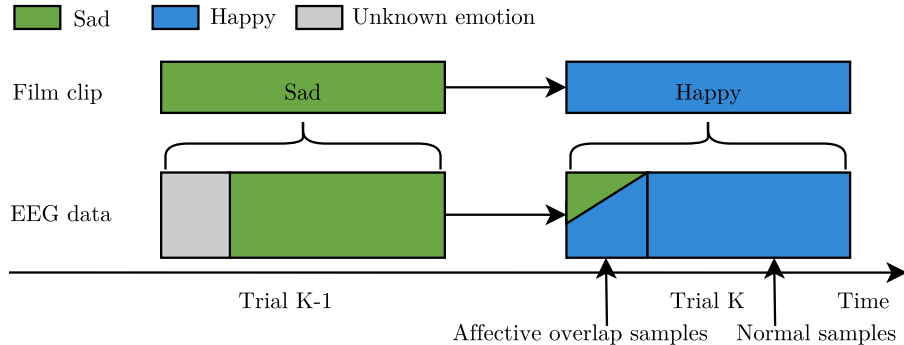 Sad
Happy
Unknown emotion
Film clip
Sad
Happy
EEG data
Trial K-1
Trial K
Time
Affective overlap samples
Normal samples